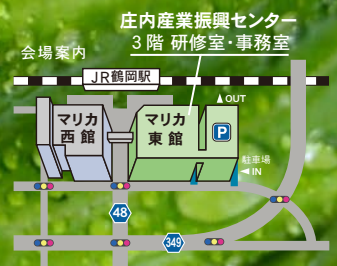 庄内産業振興センター
3階 研修室・事務室
会場案内
JR鶴岡駅
▲OUT
マリカ
西館
マリカ
東館
P
駐車場
◀IN
48
349